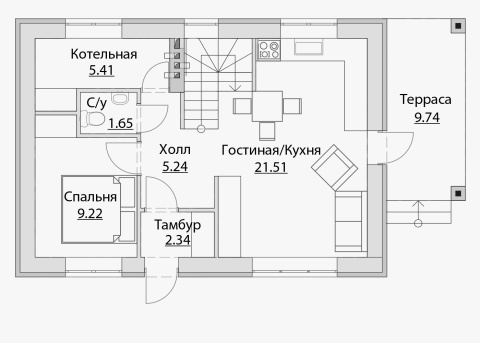 Котельная
5.41
С/у
1.65
Терраса
9.74
Холл
5.24
Гостиная/Кухня
21.51
Спальня
9.22
Тамбур
2.34